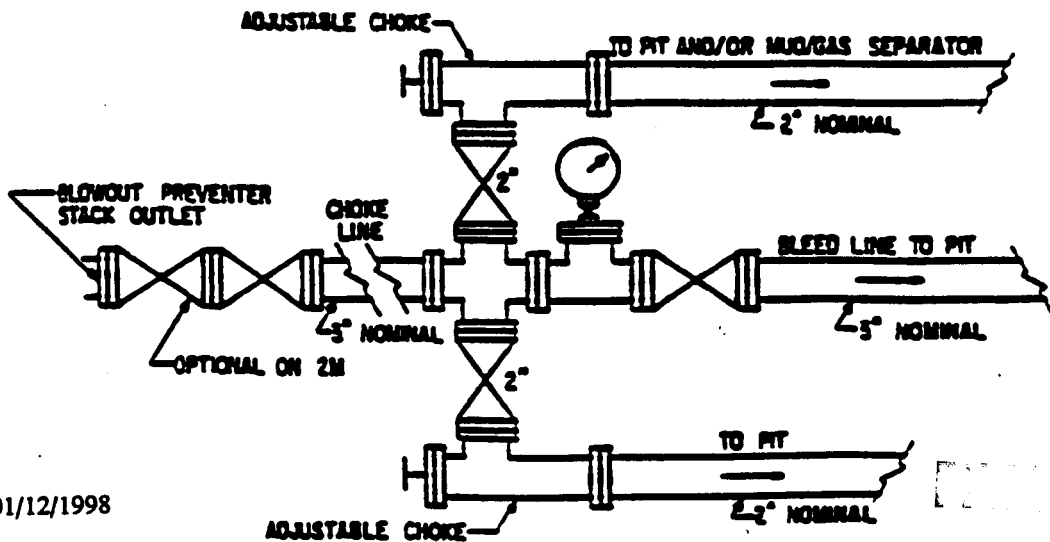 ADJUSTABLE CHOKE
TO PIT AND/OR MUD/GAS SEPARATOR
2" NOMINAL
2"
BLOWOUT PREVENTER
STACK OUTLET
CHOKE
LINE
BLEED LINE TO PIT
3" NOMINAL
3" NOMINAL
OPTIONAL ON 2M
2"
TO PIT
2" NOMINAL
01/12/1998
ADJUSTABLE CHOKE